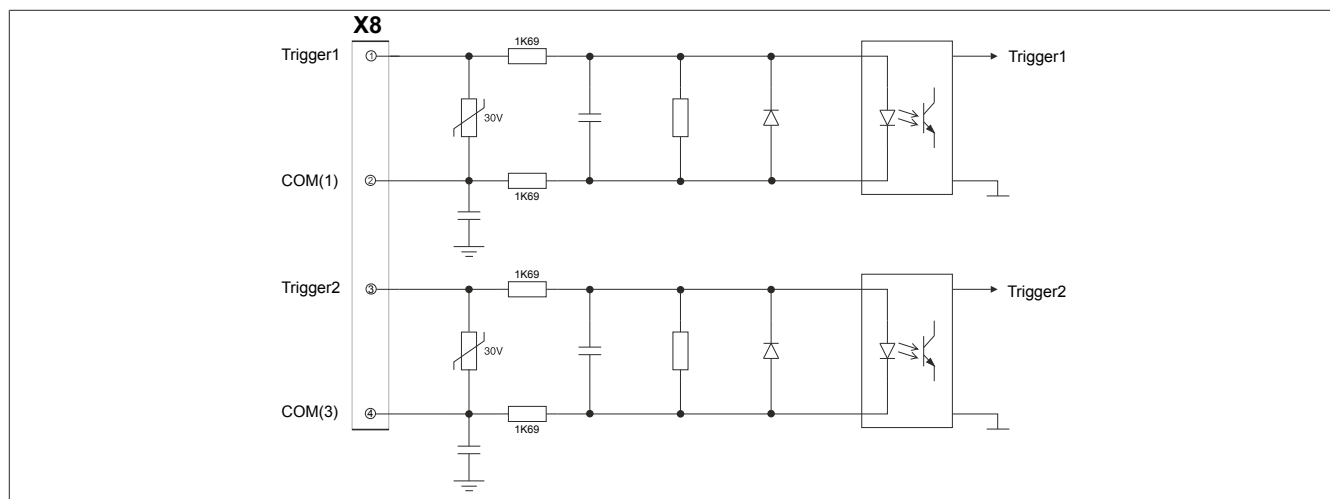 X8
1K69
Trigger1
1
Trigger1
30V
COM(1)
2
1K69
1K69
Trigger2
3
Trigger2
30V
COM(3)
4
1K69